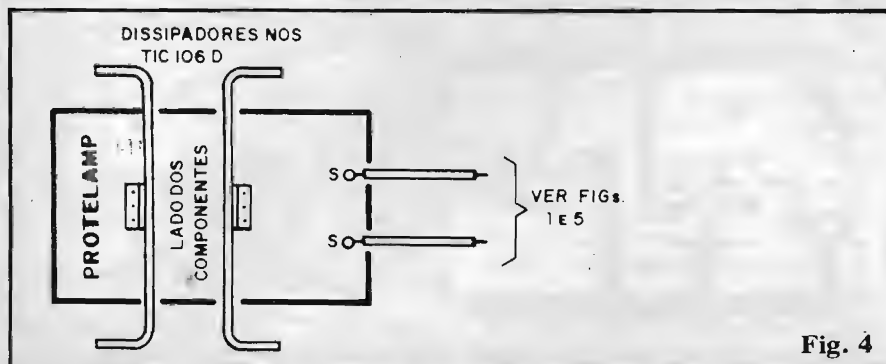 DISSIPADORES NOS
TIC 106 D
PROTELAMP
LADO DOS
COMPONENTES
S
S
VER FIGs.
1 E 5
Fig. 4